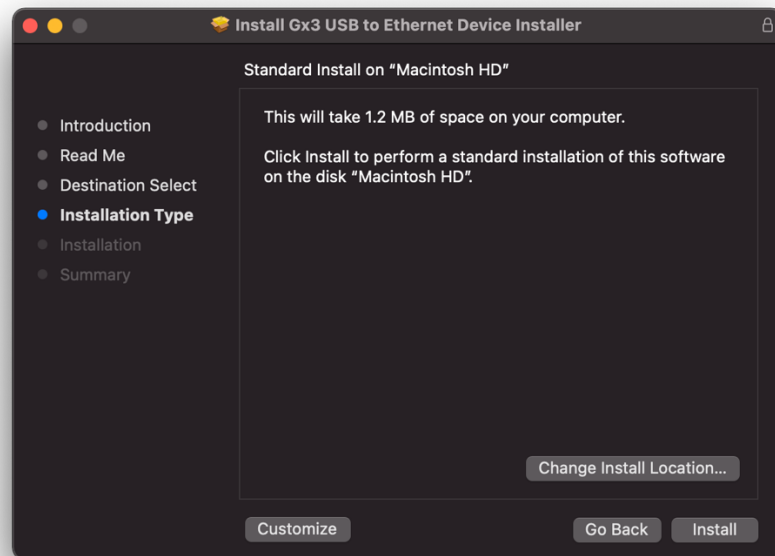 Install Gx3 USB to Ethernet Device Installer
Standard Install on “Macintosh HD”
Introduction
Read Me
Destination Select
Installation Type
Installation
Summary
This will take 1.2 MB of space on your computer.
Click Install to perform a standard installation of this software
on the disk “Macintosh HD”.
Change Install Location...
Customize
Go Back
Install